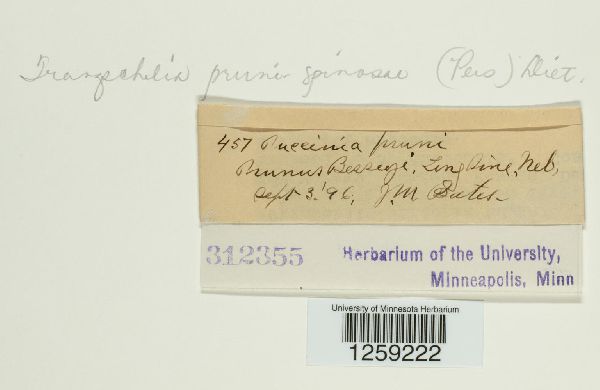 Tranzschelia pruni spinosae (Pers) Diet.
457 Puccinia pruni
Prunus Besseyi, Long Pine, Neb,
Sept 3. '96, J. M. Bates
312355 Herbarium of the University,
Minneapolis, Minn
University of Minnesota Herbarium
1259222